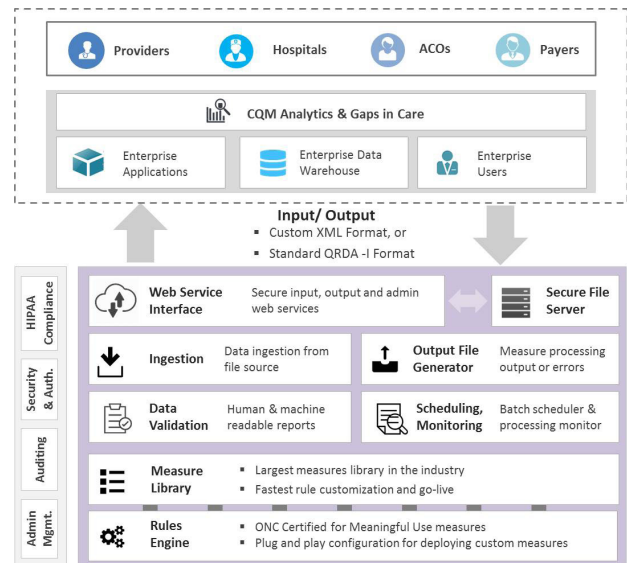 Providers
Hospitals
ACOs
Payers
CQM Analytics & Gaps in Care
Enterprise
Applications
Enterprise Data
Warehouse
Enterprise
Users
Input/ Output
▪ Custom XML Format, or
▪ Standard QRDA -I Format
HIPAA
Compliance
Security
& Auth.
Auditing
Admin
Mgmt.
Web Service
Interface
Secure input, output and admin
web services
Secure File
Server
Ingestion
Data ingestion from
file source
Output File
Generator
Measure processing
output or errors
Data
Validation
Human & machine
readable reports
Scheduling,
Monitoring
Batch scheduler &
processing monitor
Measure
Library
▪ Largest measures library in the industry
▪ Fastest rule customization and go-live
Rules
Engine
▪ ONC Certified for Meaningful Use measures
▪ Plug and play configuration for deploying custom measures